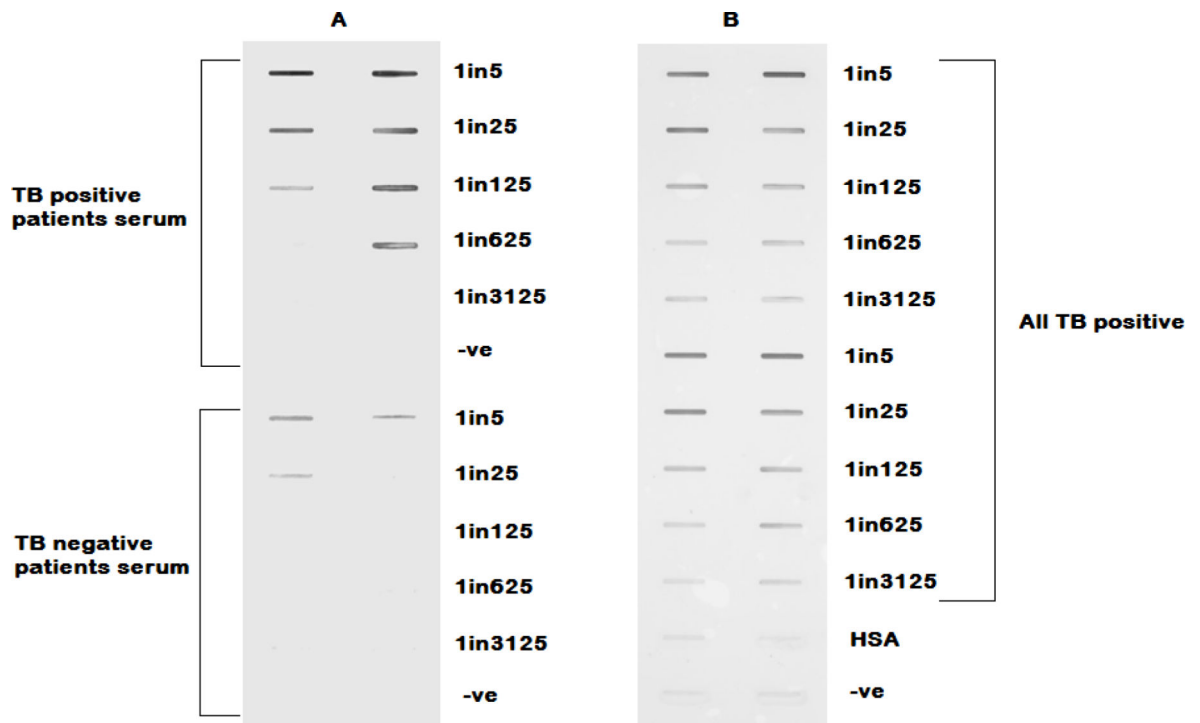 A
1in5
1in25
1in125
1in625
1in3125
-ve
TB positive
patients serum
1in5
1in25
1in125
1in625
1in3125
-ve
TB negative
patients serum
B
1in5
1in25
1in125
1in625
1in3125
1in5
1in25
1in125
1in625
1in3125
HSA
-ve
All TB positive